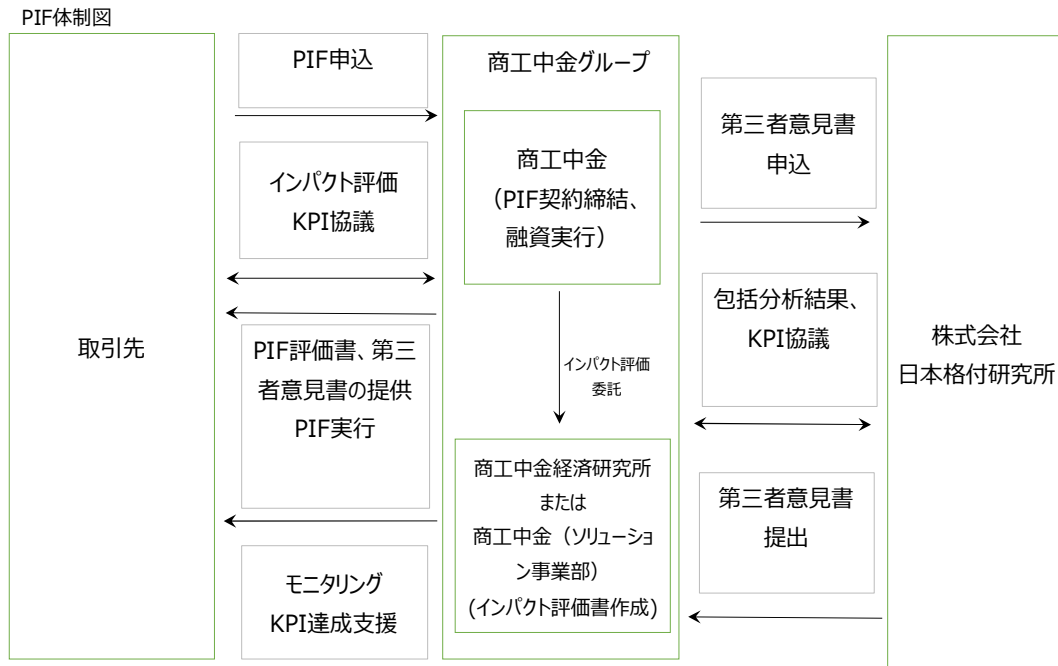 PIF体制図
取引先
PIF申込
インパクト評価
KPI協議
PIF評価書、第三
者意見書の提供
PIF実行
モニタリング
KPI達成支援
商工中金グループ
商工中金
（PIF契約締結、
融資実行）
インパクト評価
委託
商工中金経済研究所
または
商工中金（ソリューショ
ン事業部）
(インパクト評価書作成)
第三者意見書
申込
包括分析結果、
KPI協議
第三者意見書
提出
株式会社
日本格付研究所